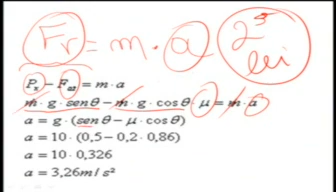 Fr = m · a 2ª lei
Px − Fat = m · a
m · g · senθ − m · g · cosθ · μ = m · a
a = g · (senθ − μ · cosθ)
a = 10 · (0,5 − 0,2 · 0,86)
a = 10 · 0,326
a = 3,26m/s²